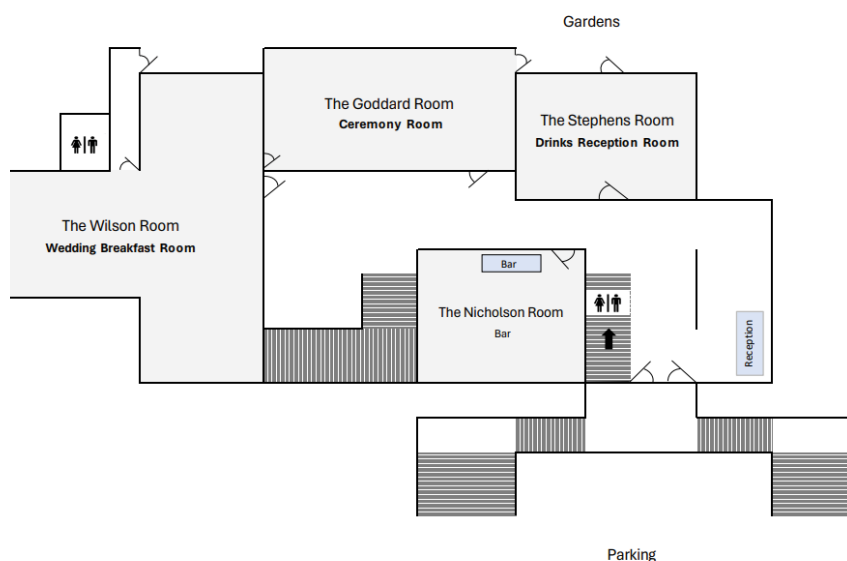 Gardens
The Goddard Room
Ceremony Room
The Stephens Room
Drinks Reception Room
The Wilson Room
Wedding Breakfast Room
Bar
The Nicholson Room
Bar
Reception
Parking